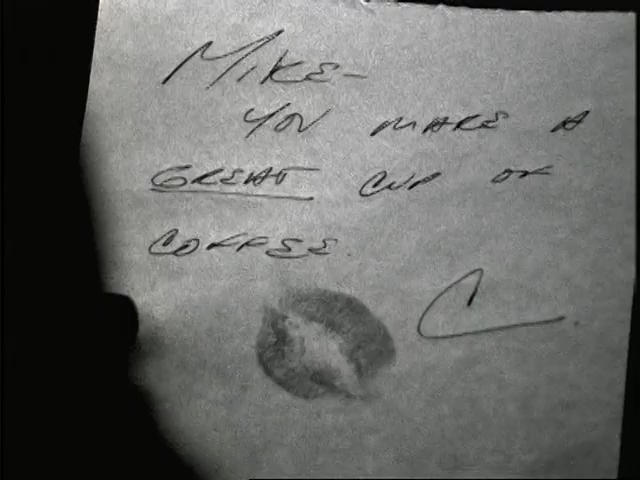 MIKE-
YOU MAKE A
GREAT CUP OF
COFFEE.
C.